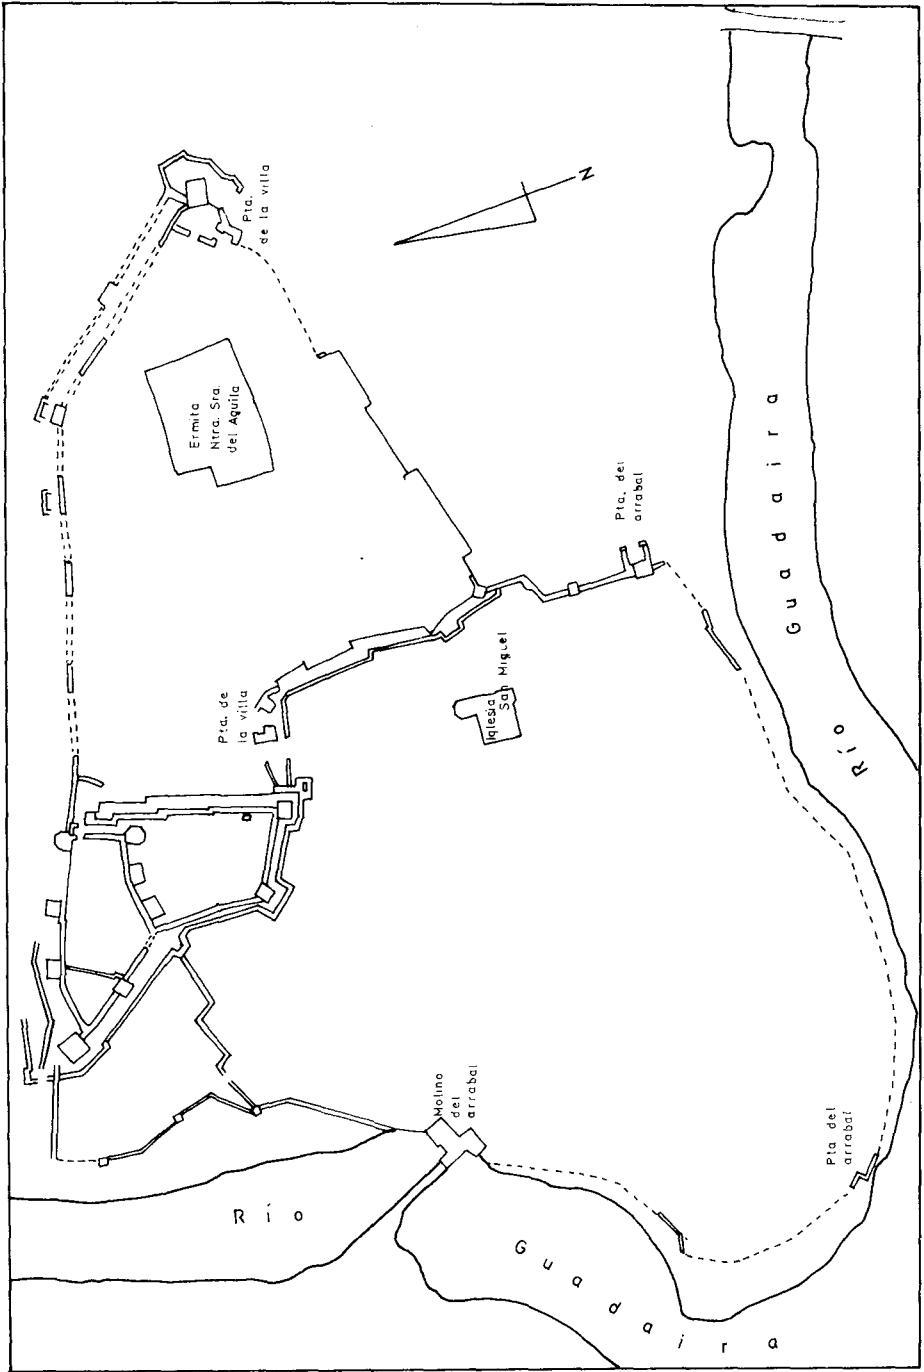 Pta.
de la villa
N
Ermita
Ntra. Sra.
del Aguila
Pta. del
arrabal
Guadaira
Río
Pta. de
la villa
Iglesia
San Miguel
Molino
del
arrabal
Pta del
arrabal
Río
Guadaira